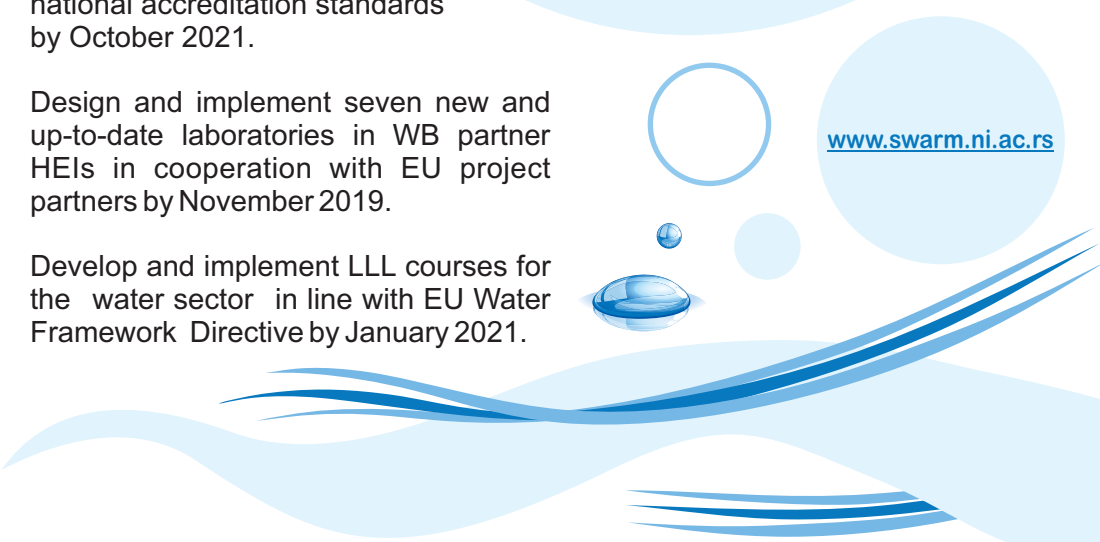 national accreditation standards
by October 2021.
Design and implement seven new and
up-to-date laboratories in WB partner
HEIs in cooperation with EU project
partners by November 2019.
Develop and implement LLL courses for
the water sector in line with EU Water
Framework Directive by January 2021.
www.swarm.ni.ac.rs